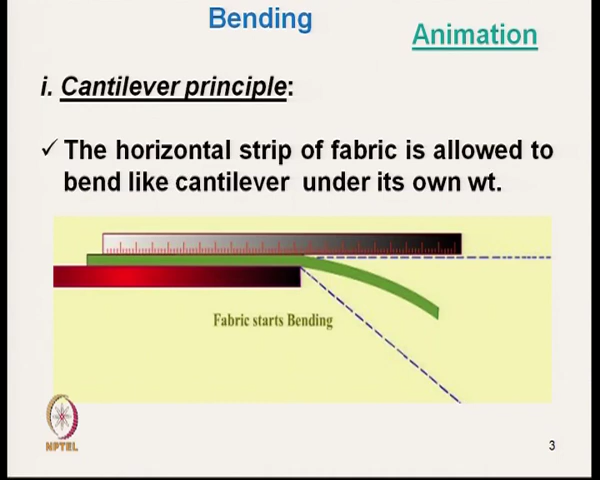 Bending
Animation
i. Cantilever principle:
✓ The horizontal strip of fabric is allowed to
bend like cantilever under its own wt.
Fabric starts Bending
NPTEL
3